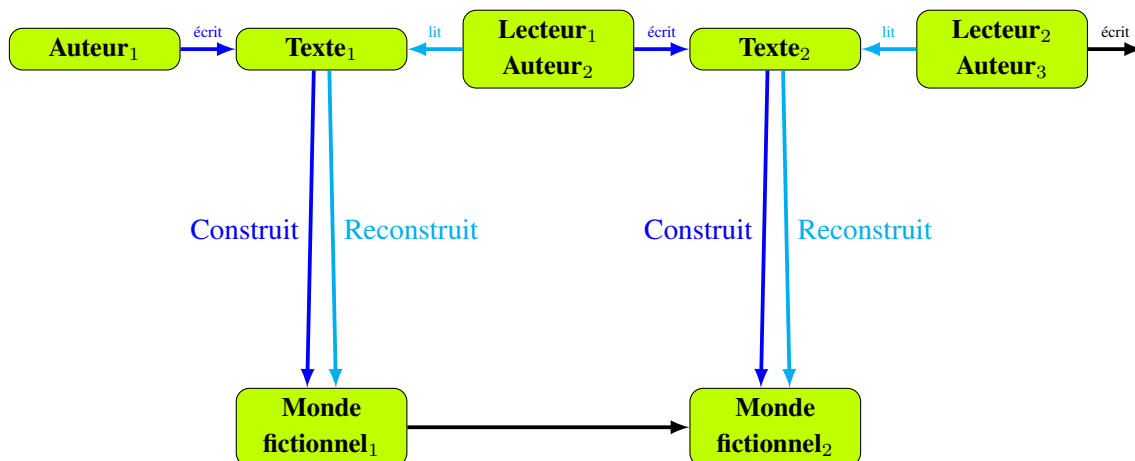 Auteur₁
écrit
Texte₁
lit
Lecteur₁
Auteur₂
écrit
Texte₂
lit
Lecteur₂
Auteur₃
écrit
Construit
Reconstruit
Construit
Reconstruit
Monde
fictionnel₁
Monde
fictionnel₂